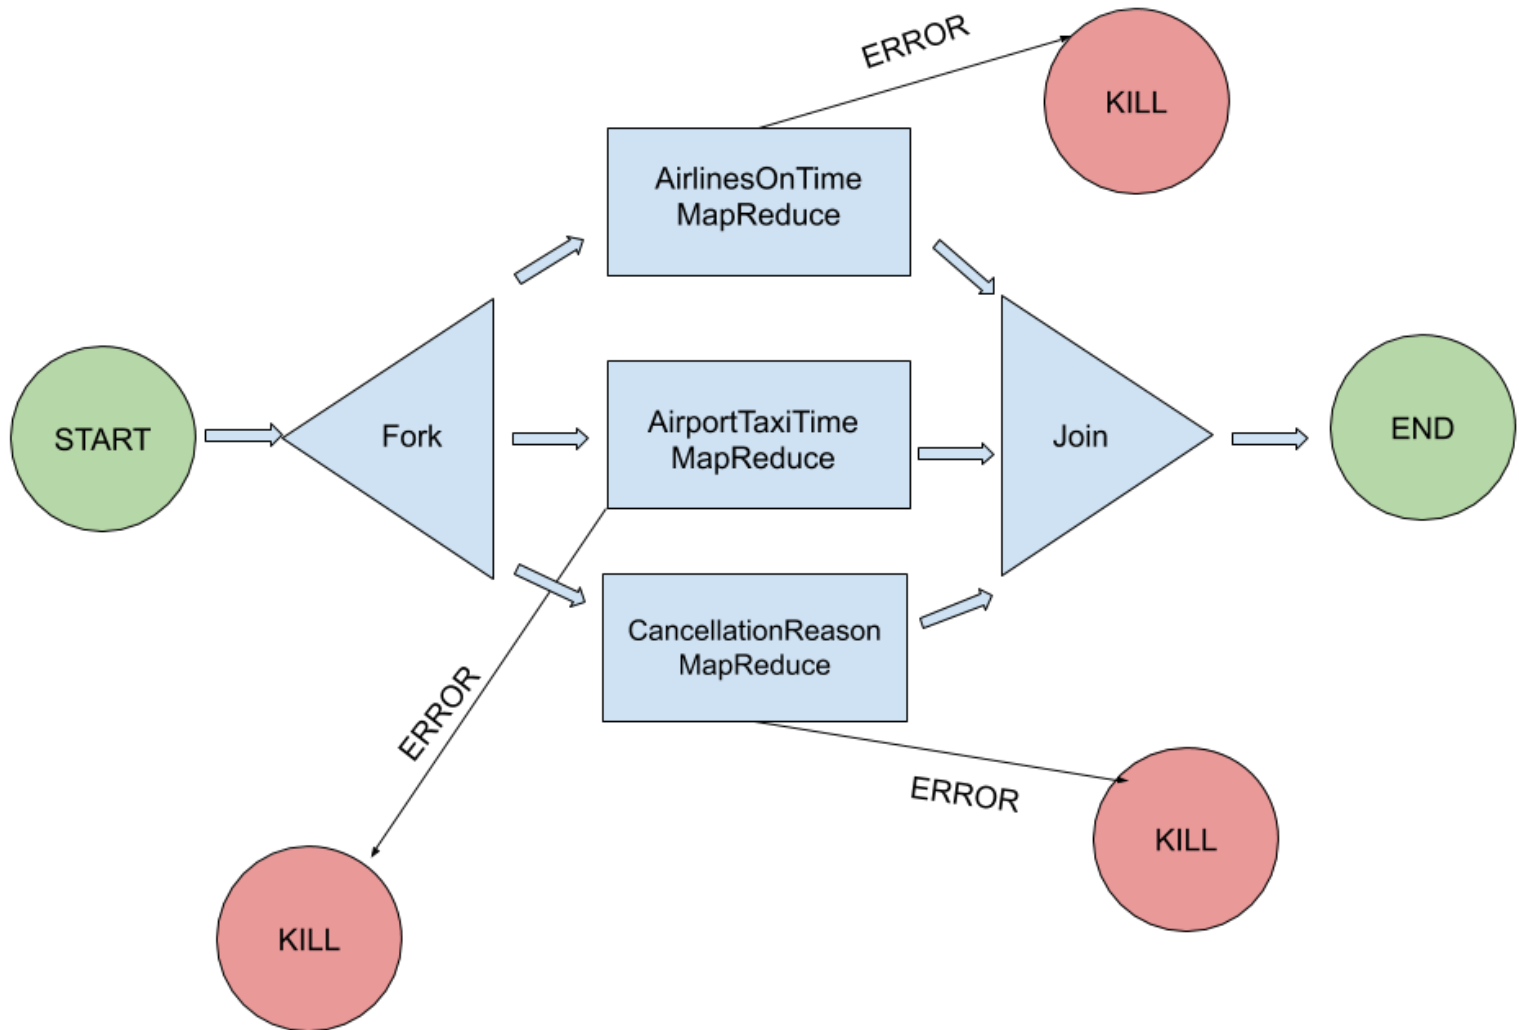 ERROR
KILL
AirlinesOnTime
MapReduce
START
Fork
AirportTaxiTime
MapReduce
Join
END
CancellationReason
MapReduce
ERROR
ERROR
KILL
KILL